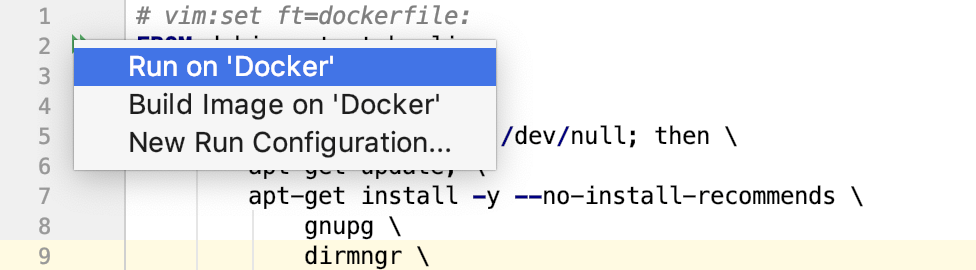 1 # vim:set ft=dockerfile:
2 FROM
3 Run on 'Docker'
4 Build Image on 'Docker'
5 New Run Configuration... /dev/null; then \
6 apt-get update; \
7 apt-get install -y --no-install-recommends \
8 gnupg \
9 dirmngr \